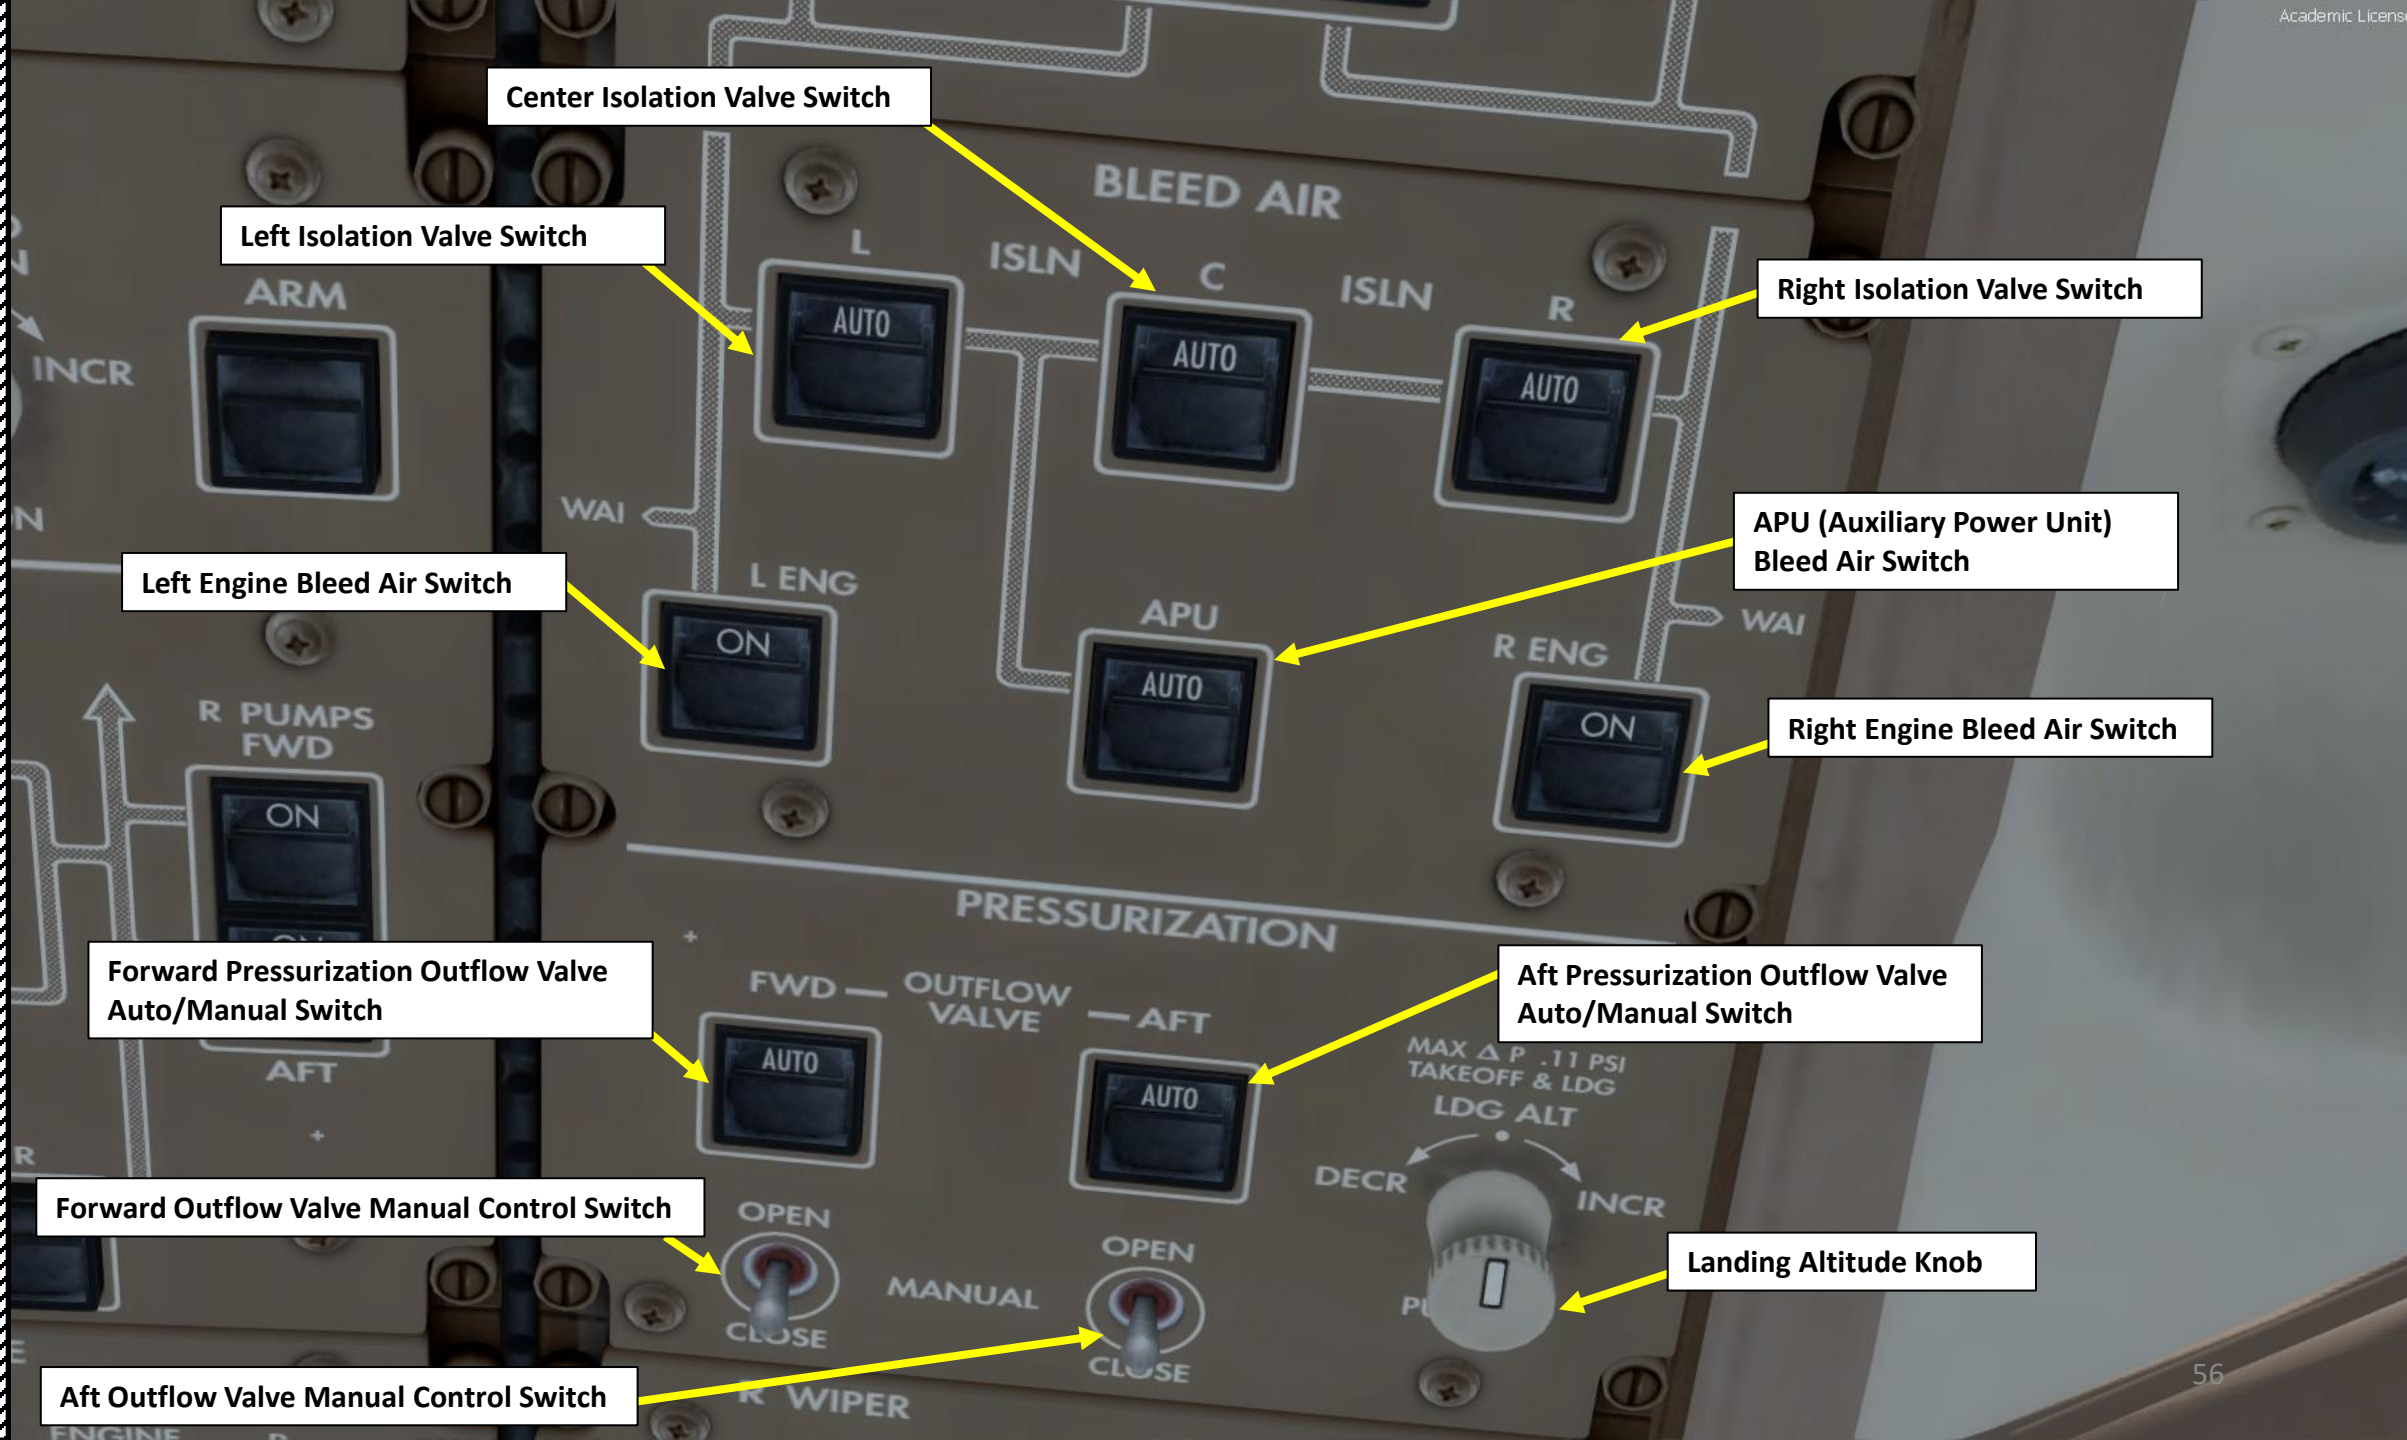 Academic License
Center Isolation Valve Switch
BLEED AIR
Left Isolation Valve Switch
L
ISLN
C
ISLN
R
Right Isolation Valve Switch
ARM
INCR
AUTO
AUTO
AUTO
WAI
APU (Auxiliary Power Unit)
Bleed Air Switch
Left Engine Bleed Air Switch
L ENG
APU
WAI
R ENG
ON
AUTO
ON
Right Engine Bleed Air Switch
R PUMPS
FWD
ON
ON
PRESSURIZATION
Forward Pressurization Outflow Valve
Auto/Manual Switch
FWD — OUTFLOW VALVE — AFT
Aft Pressurization Outflow Valve
Auto/Manual Switch
AUTO
AUTO
AFT
MAX Δ P .11 PSI
TAKEOFF & LDG
LDG ALT
DECR
INCR
R
Forward Outflow Valve Manual Control Switch
OPEN
OPEN
MANUAL
CLOSE
CLOSE
Landing Altitude Knob
Aft Outflow Valve Manual Control Switch
R WIPER
ENGINE
56